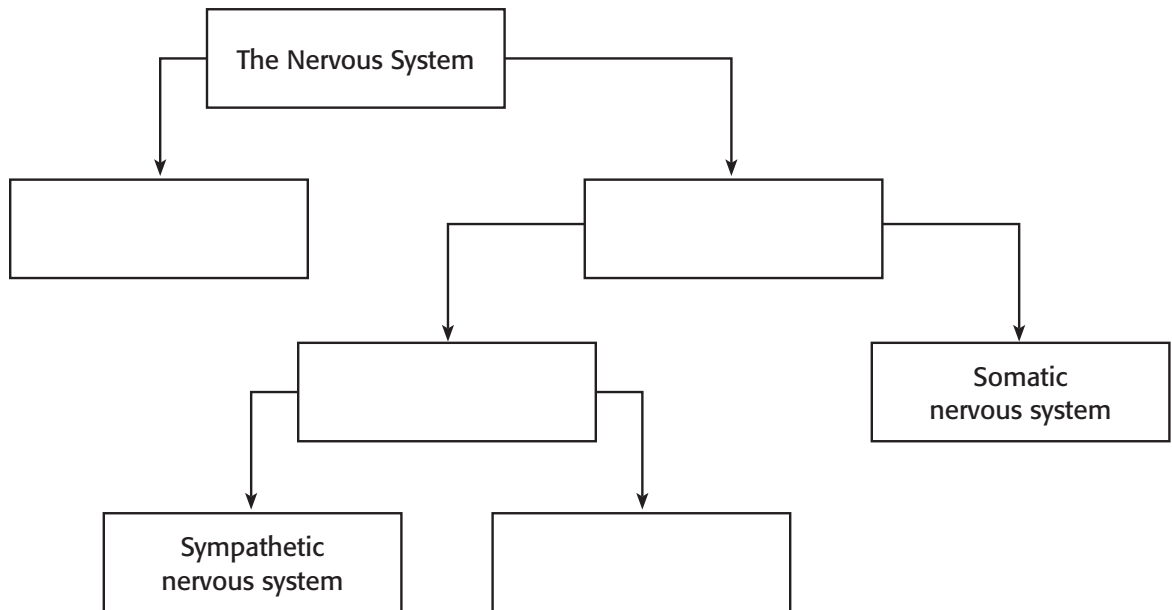 The Nervous System
Somatic
nervous system
Sympathetic
nervous system